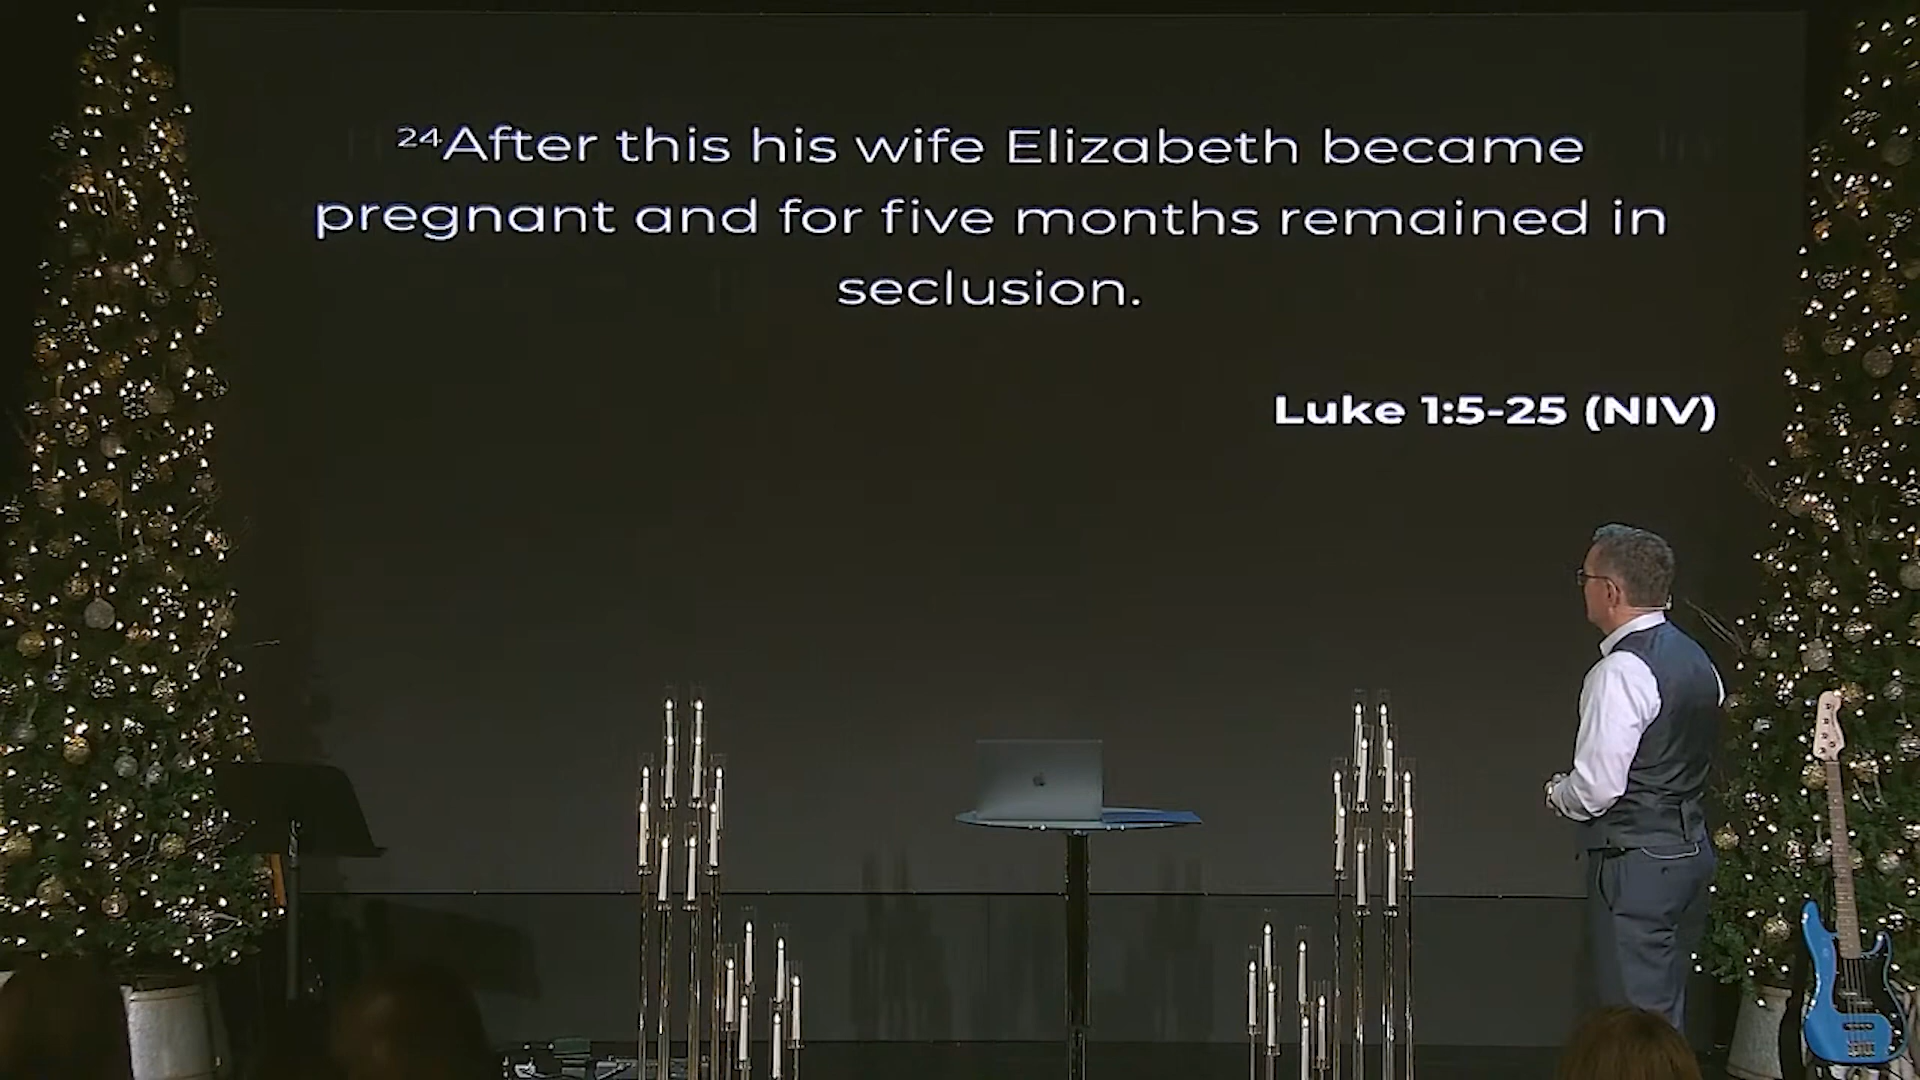 ²⁴After this his wife Elizabeth became
pregnant and for five months remained in
seclusion.
Luke 1:5-25 (NIV)